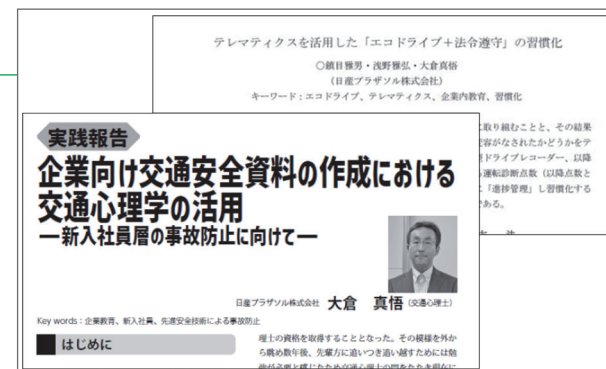 テレマティクスを活用した「エコドライブ＋法令遵守」の習慣化
○鎖目雅男・浅野雅弘・大倉真悟
（日産プラザソル株式会社）
キーワード：エコドライブ、テレマティクス、企業内教育、習慣化
に取り組むことと、その結果
変容がなされたかどうかをテ
型ドライブレコーダー、以降
る運転診断点数（以降点数と
に「進捗管理」し習慣化する
である。
実践報告
企業向け交通安全資料の作成における
交通心理学の活用
―新入社員層の事故防止に向けて―
日産プラザソル株式会社 大倉　真悟（交通心理士）
Key words：企業教育、新入社員、先進安全技術による事故防止
はじめに
理士の資格を取得することとなった。その模様を外か
ら眺め数年後、先輩方に追いつき追い越すためには勉